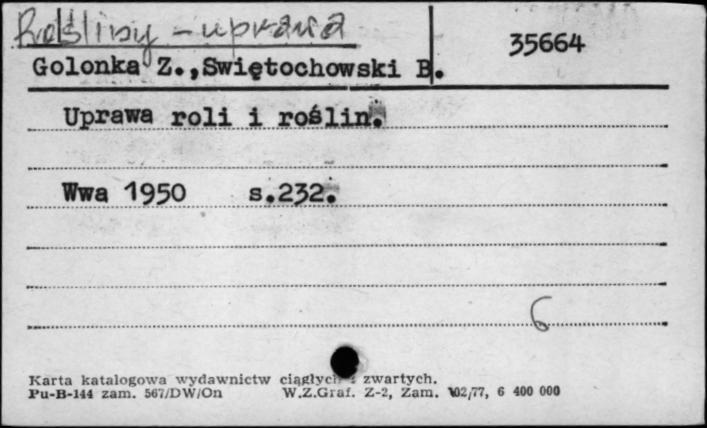 Rośliny - uprawa
35664
Golonka Z.,Swiętochowski B.
Uprawa roli i roślin.
Wwa 1950 s.232.
6
Karta katalogowa wydawnictw ciągłych i zwartych.
Pu-B-144 zam. 567/DW/On W.Z.Graf. Z-2, Zam. 102/77, 6 400 000